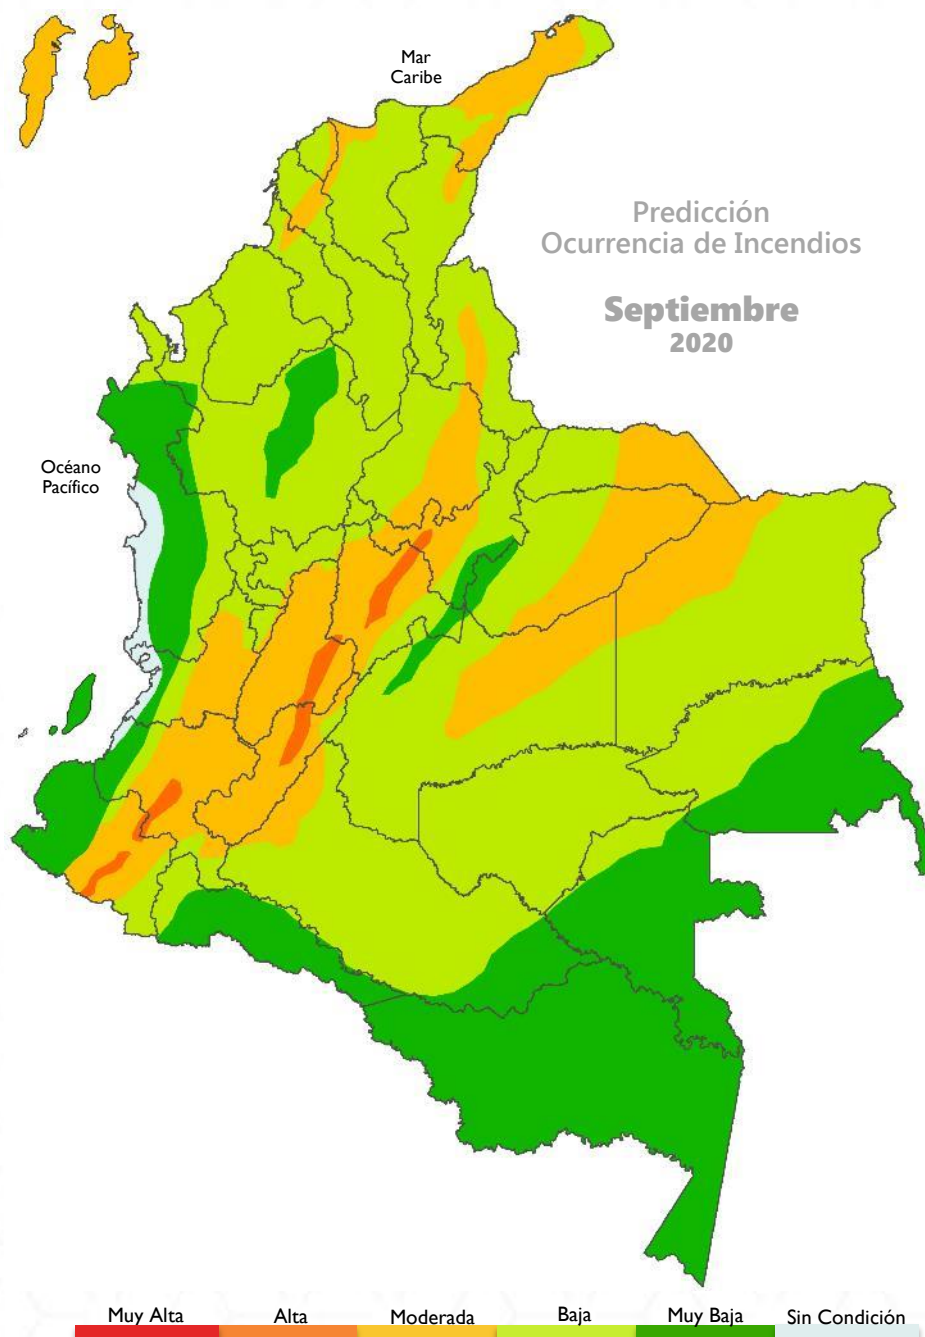 Mar
Caribe
Predicción
Ocurrencia de Incendios
Septiembre
2020
Océano
Pacífico
Muy Alta Alta Moderada Baja Muy Baja Sin Condición